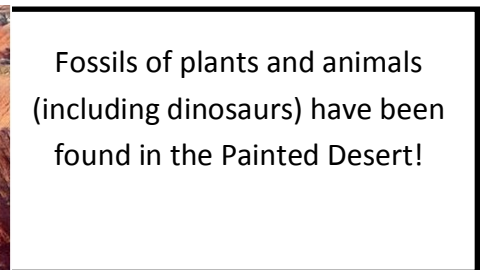 Fossils of plants and animals
(including dinosaurs) have been
found in the Painted Desert!